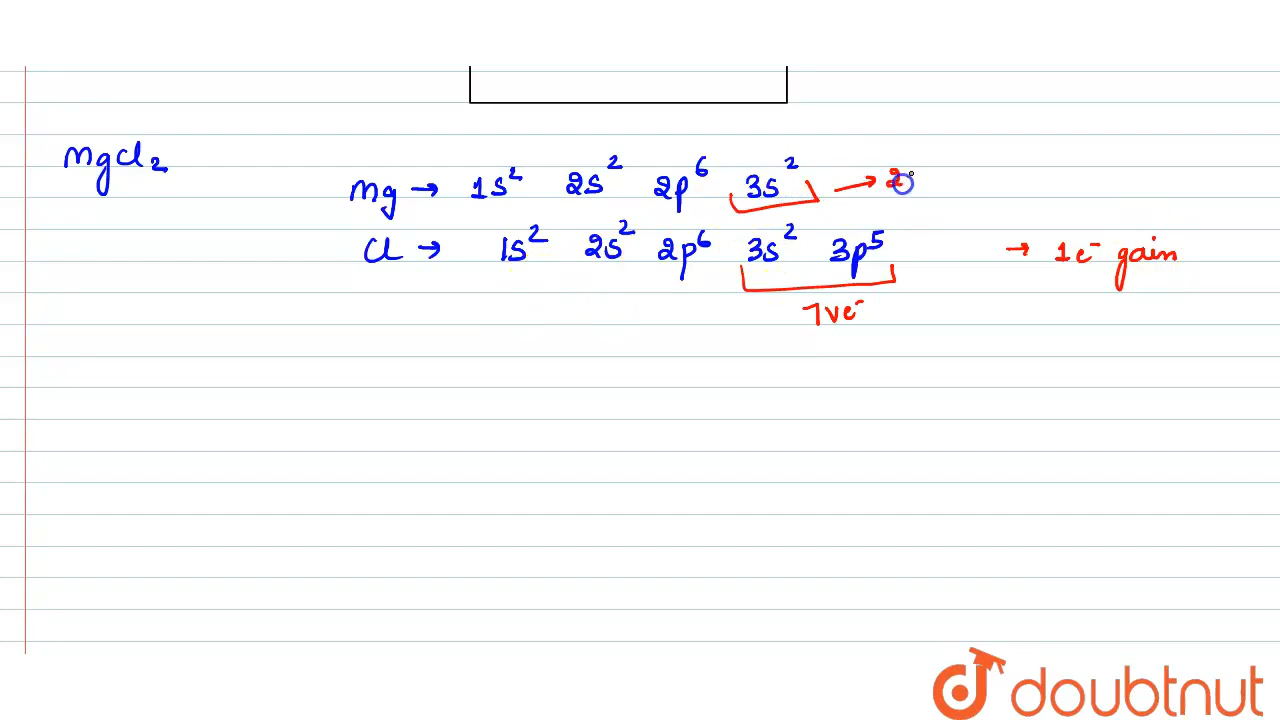 MgCl₂
Mg → 1s² 2s² 2p⁶ 3s² → 2
Cl → 1s² 2s² 2p⁶ 3s² 3p⁵ → 1e⁻ gain
7ve⁻
doubtnut